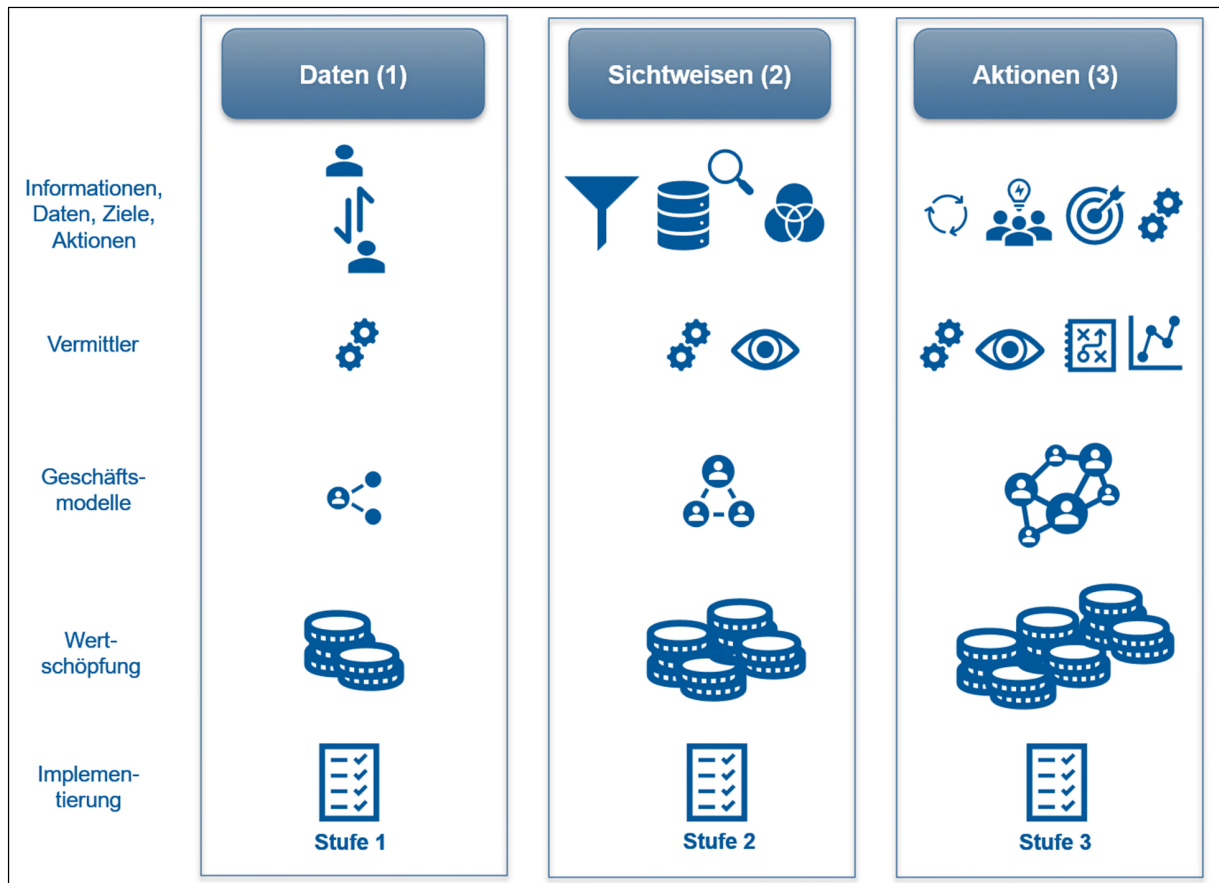 Daten (1)
Sichtweisen (2)
Aktionen (3)
Informationen,
Daten, Ziele,
Aktionen
Vermittler
Geschäfts-
modelle
Wert-
schöpfung
Implemen-
tierung
Stufe 1
Stufe 2
Stufe 3